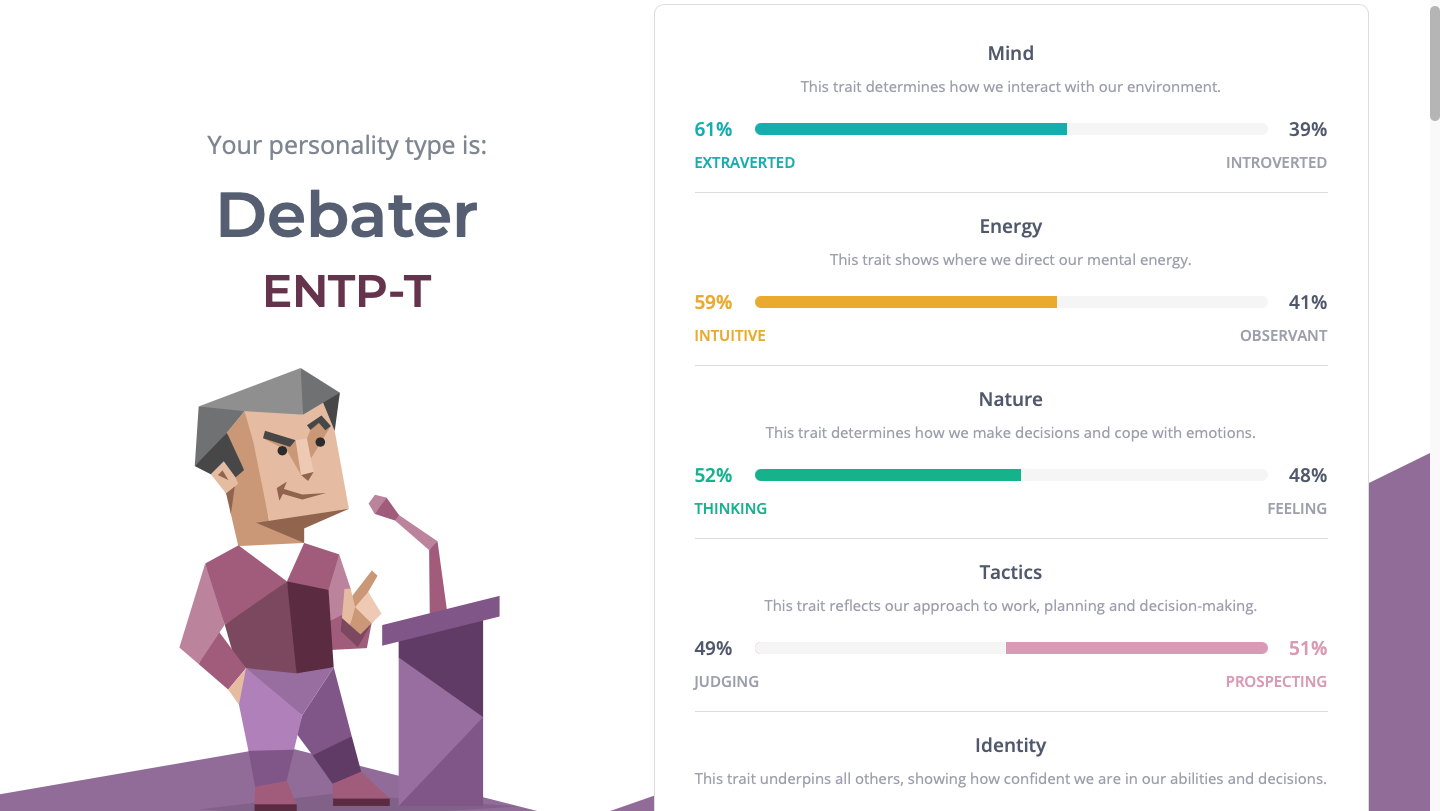 Your personality type is:
Debater
ENTP-T
Mind
This trait determines how we interact with our environment.
61% 39%
EXTRAVERTED INTROVERTED
Energy
This trait shows where we direct our mental energy.
59% 41%
INTUITIVE OBSERVANT
Nature
This trait determines how we make decisions and cope with emotions.
52% 48%
THINKING FEELING
Tactics
This trait reflects our approach to work, planning and decision-making.
49% 51%
JUDGING PROSPECTING
Identity
This trait underpins all others, showing how confident we are in our abilities and decisions.